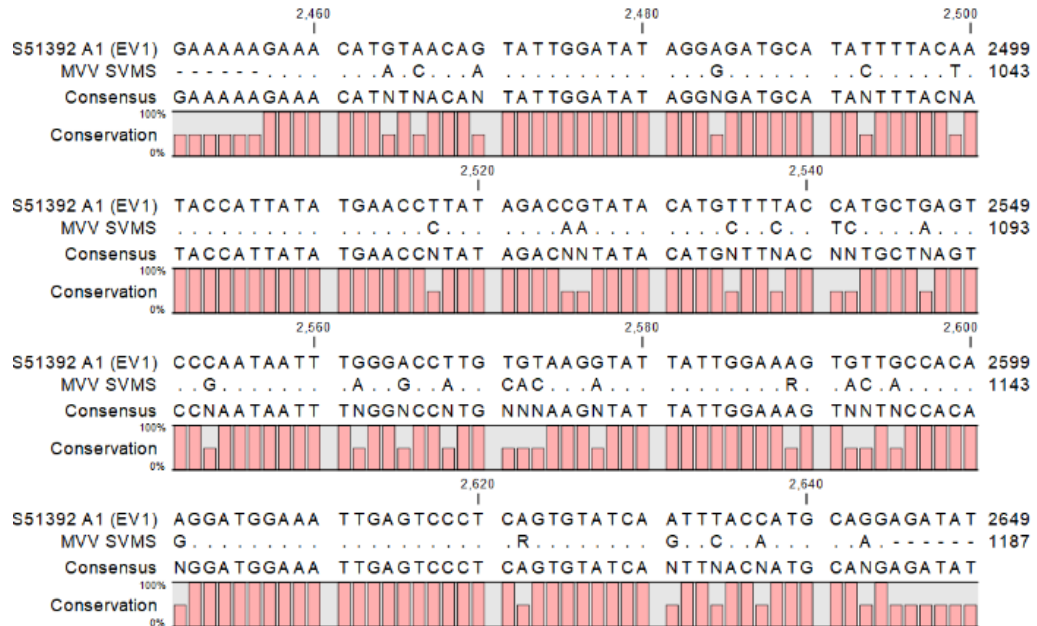 2,460 2,480 2,500
S51392 A1 (EV1) GAAAAAGAAA CATGTAACAG TATTGGATAT AGGAGATGCA TATTTTACAA 2499
MVV SVMS ------.... ...A.C...A .......... ...G...... ..C.....T. 1043
Consensus GAAAAAGAAA CATNTNACAN TATTGGATAT AGGNGATGCA TANTTTACNA
100%
Conservation
0%
2,520 2,540
S51392 A1 (EV1) TACCATTATA TGAACCTTAT AGACCGTATA CATGTTTTAC CATGCTGAGT 2549
MVV SVMS .......... ......C... ....AA.... ....C..C.. TC....A... 1093
Consensus TACCATTATA TGAACCNTAT AGACNNTATA CATGNTTNAC NNTGCTNAGT
100%
Conservation
0%
2,560 2,580 2,600
S51392 A1 (EV1) CCCAATAATT TGGGACCTTG TGTAAGGTAT TATTGGAAAG TGTTGCCACA 2599
MVV SVMS ..G....... .A..G..A.. CAC...A... ........R. .AC.A..... 1143
Consensus CCNAATAATT TNGGNCCNTG NNNAAGNTAT TATTGGAAAG TNNTNCCACA
100%
Conservation
0%
2,620 2,640
S51392 A1 (EV1) AGGATGGAAA TTGAGTCCCT CAGTGTATCA ATTTACCATG CAGGAGATAT 2649
MVV SVMS G......... .......... .R........ G..C..A... ..A.------ 1187
Consensus NGGATGGAAA TTGAGTCCCT CAGTGTATCA NTTNACNATG CANGAGATAT
100%
Conservation
0%